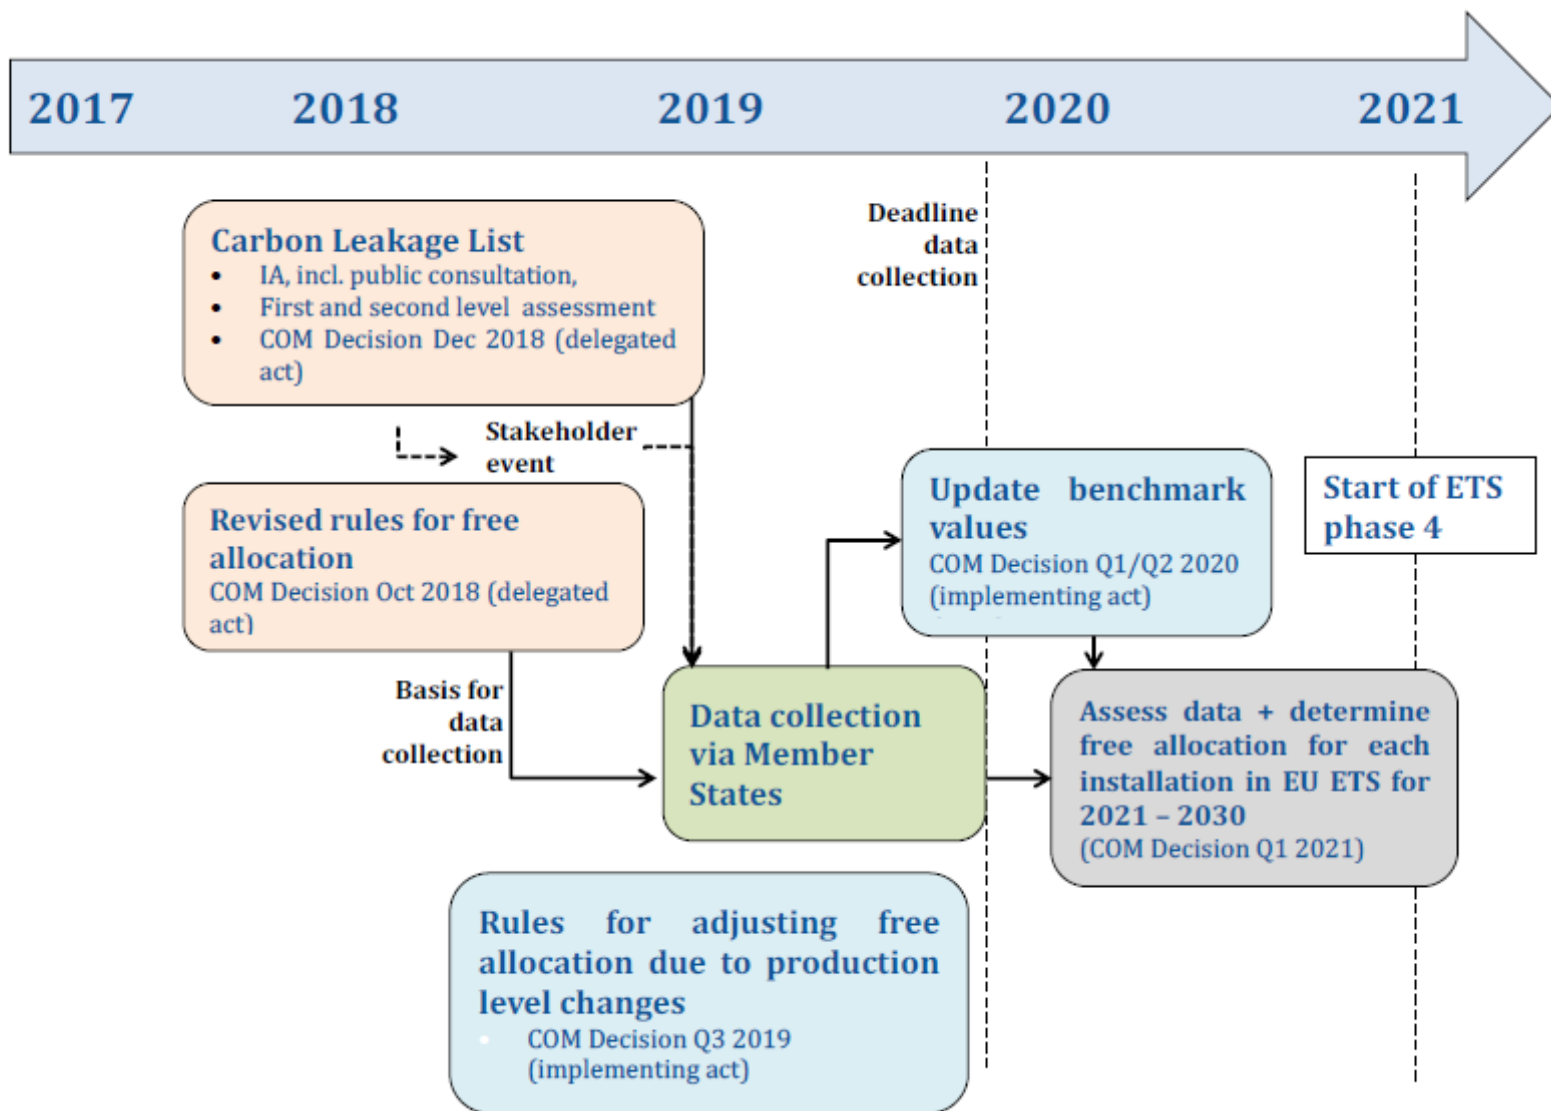 2017 2018 2019 2020 2021
Carbon Leakage List
• IA, incl. public consultation,
• First and second level assessment
• COM Decision Dec 2018 (delegated
act)
Deadline
data
collection
Stakeholder
event
Revised rules for free
allocation
COM Decision Oct 2018 (delegated
act)
Update benchmark
values
COM Decision Q1/Q2 2020
(implementing act)
Start of ETS
phase 4
Basis for
data
collection
Data collection
via Member
States
Assess data + determine
free allocation for each
installation in EU ETS for
2021 – 2030
(COM Decision Q1 2021)
Rules for adjusting free
allocation due to production
level changes
• COM Decision Q3 2019
(implementing act)